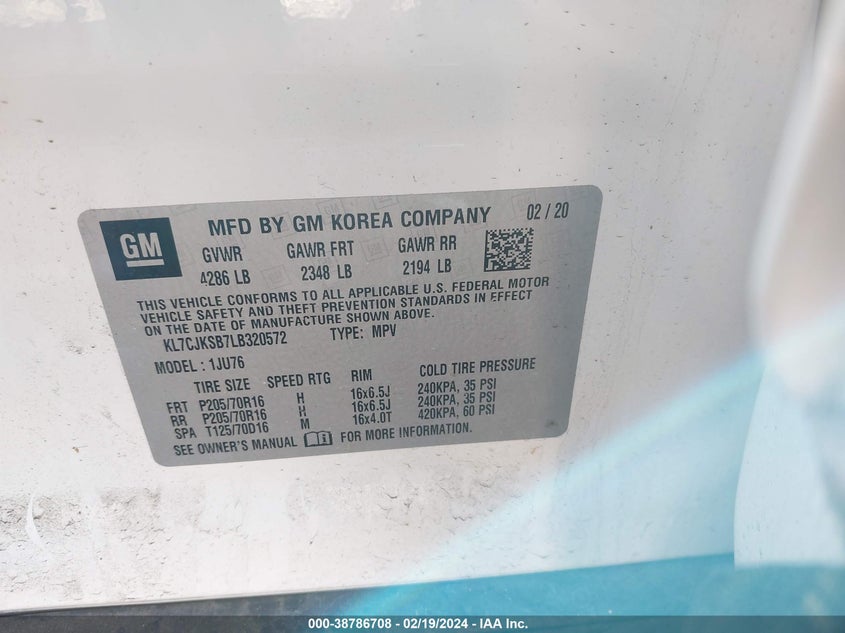 GM
MFD BY GM KOREA COMPANY 02 / 20
GVWR GAWR FRT GAWR RR
4286 LB 2348 LB 2194 LB
THIS VEHICLE CONFORMS TO ALL APPLICABLE U.S. FEDERAL MOTOR
VEHICLE SAFETY AND THEFT PREVENTION STANDARDS IN EFFECT
ON THE DATE OF MANUFACTURE SHOWN ABOVE.
KL7CJKSB7LB320572 TYPE: MPV
MODEL : 1JU76
TIRE SIZE SPEED RTG RIM COLD TIRE PRESSURE
FRT P205/70R16 H 16x6.5J 240KPA, 35 PSI
RR P205/70R16 H 16x6.5J 240KPA, 35 PSI
SPA T125/70D16 M 16x4.0T 420KPA, 60 PSI
SEE OWNER'S MANUAL FOR MORE INFORMATION.
000-38786708 - 02/19/2024 - IAA Inc.